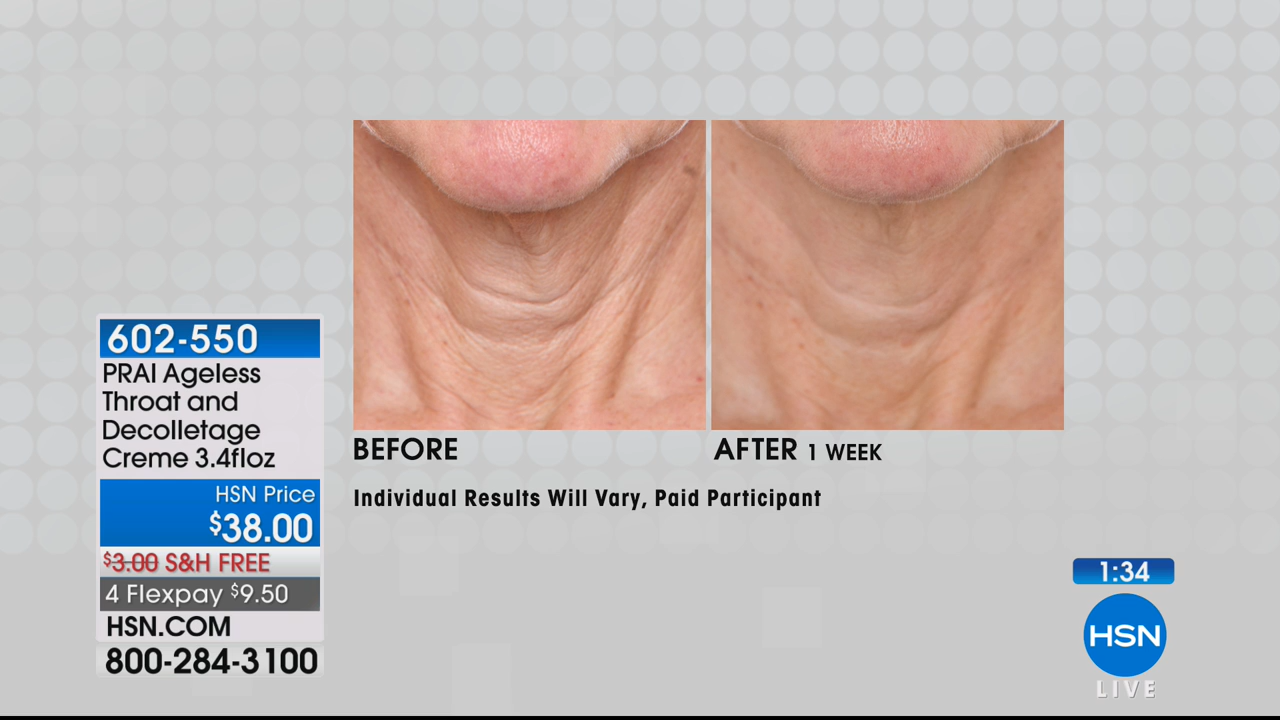 BEFORE
AFTER 1 WEEK
Individual Results Will Vary, Paid Participant
602-550
PRAI Ageless
Throat and
Decolletage
Creme 3.4floz
HSN Price
$38.00
$3.00 S&H FREE
4 Flexpay $9.50
HSN.COM
800-284-3100
1:34
HSN
LIVE